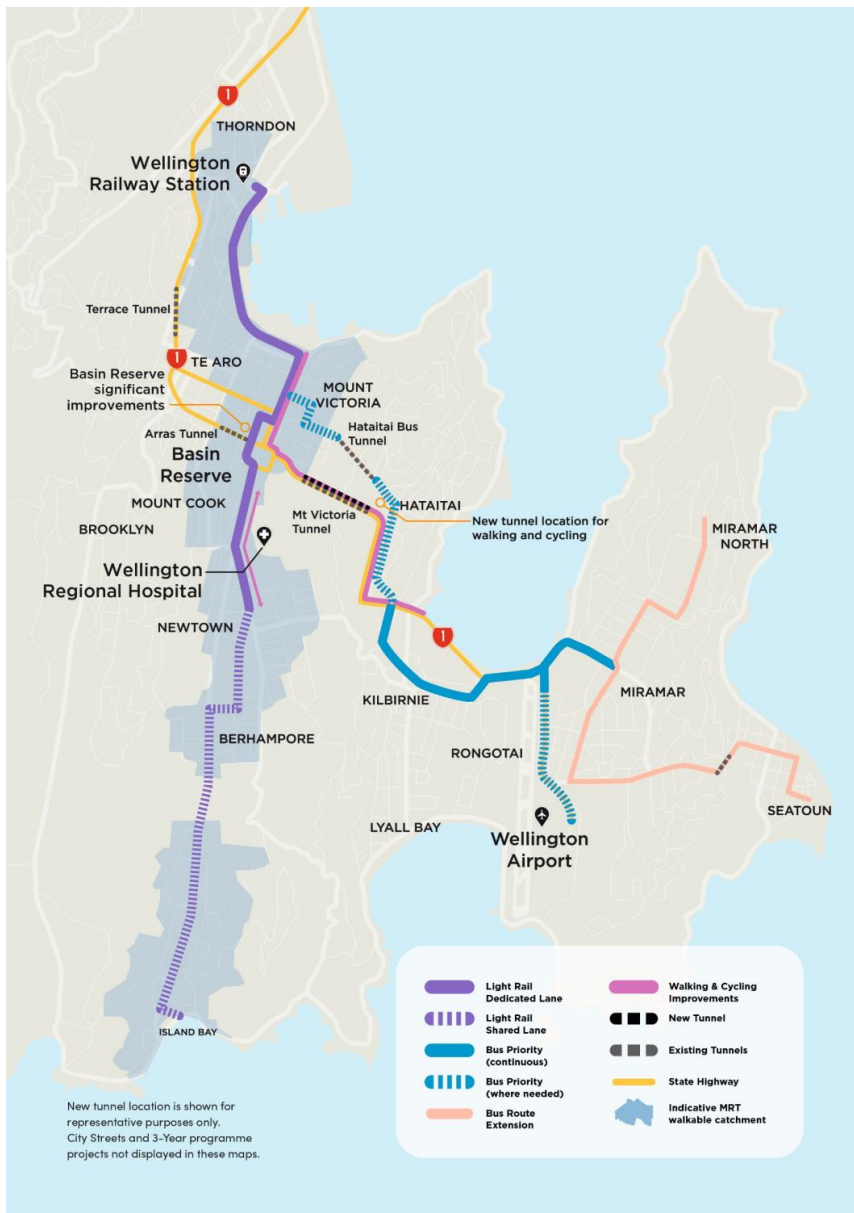 1
THORNDON
Wellington
Railway Station
Terrace Tunnel
1
TE ARO
Basin Reserve
significant
improvements
MOUNT
VICTORIA
Arras Tunnel
Hataitai Bus
Tunnel
Basin
Reserve
MOUNT COOK
HATAITAI
BROOKLYN
Mt Victoria
Tunnel
New tunnel location for
walking and cycling
MIRAMAR
NORTH
Wellington
Regional Hospital
NEWTOWN
1
KILBIRNIE
MIRAMAR
BERHAMPORE
RONGOTAI
LYALL BAY
SEATOUN
Wellington
Airport
ISLAND BAY
Light Rail
Dedicated Lane
Light Rail
Shared Lane
Bus Priority
(continuous)
Bus Priority
(where needed)
Bus Route
Extension
Walking & Cycling
Improvements
New Tunnel
Existing Tunnels
State Highway
Indicative MRT
walkable catchment
New tunnel location is shown for
representative purposes only.
City Streets and 3-Year programme
projects not displayed in these maps.